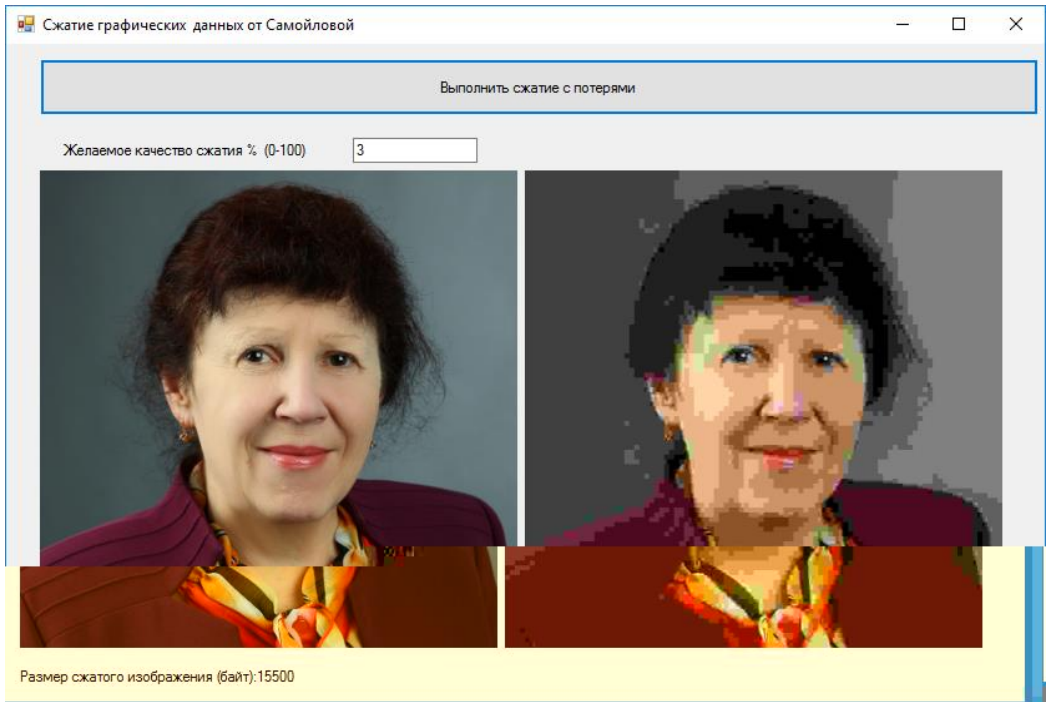 Сжатие графических данных от Самойловой
Выполнить сжатие с потерями
Желаемое качество сжатия % (0-100) 3
Размер сжатого изображения (байт):15500